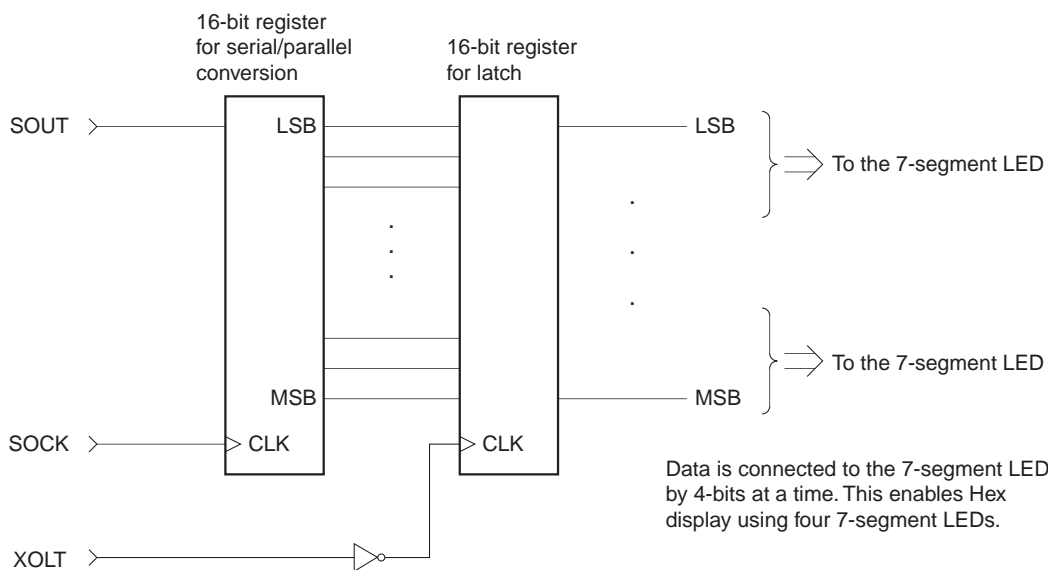 16-bit register
for serial/parallel
conversion
16-bit register
for latch
SOUT
LSB
LSB
To the 7-segment LED
To the 7-segment LED
MSB
MSB
SOCK
CLK
CLK
Data is connected to the 7-segment LED
by 4-bits at a time. This enables Hex
display using four 7-segment LEDs.
XOLT